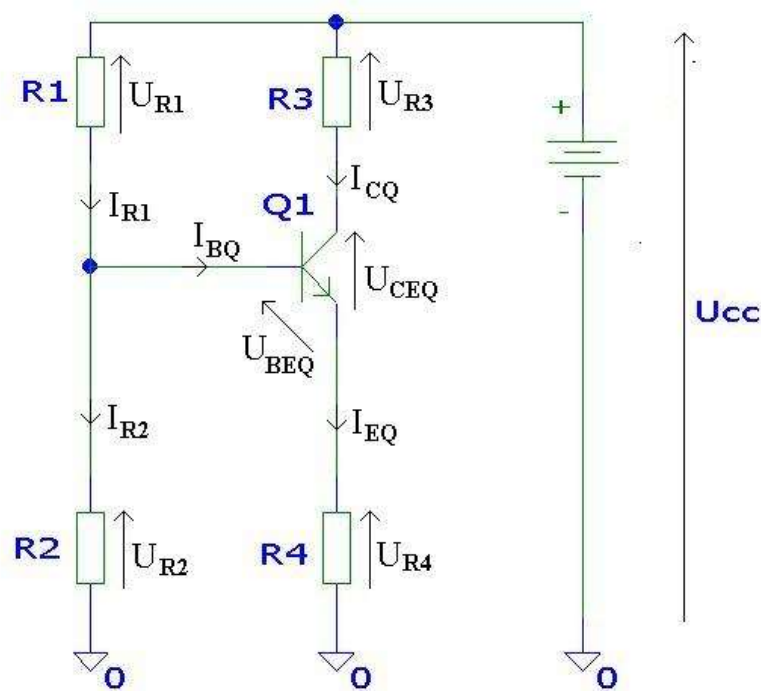 R1
U_R1
R3
U_R3
+
I_R1
I_CQ
Q1
I_BQ
U_CEQ
-
Ucc
U_BEQ
I_R2
I_EQ
R2
U_R2
R4
U_R4
0
0
0